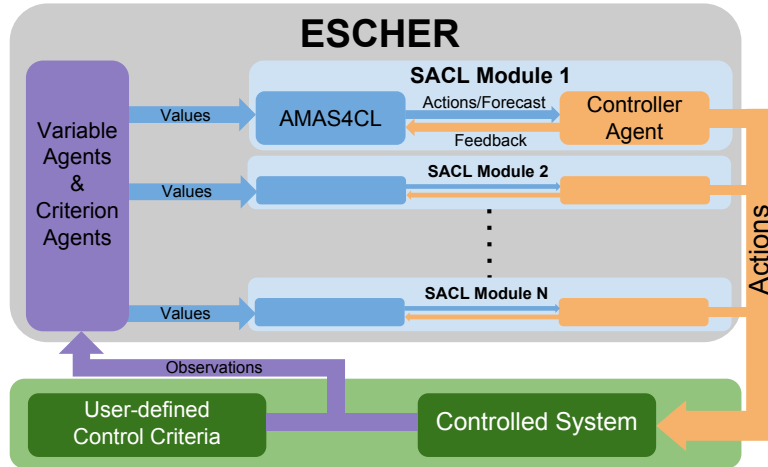 ESCHER
SACL Module 1
Variable
Agents
&
Criterion
Agents
Values
AMAS4CL
Actions/Forecast
Feedback
Controller
Agent
SACL Module 2
Values
SACL Module N
Values
Actions
Observations
User-defined
Control Criteria
Controlled System